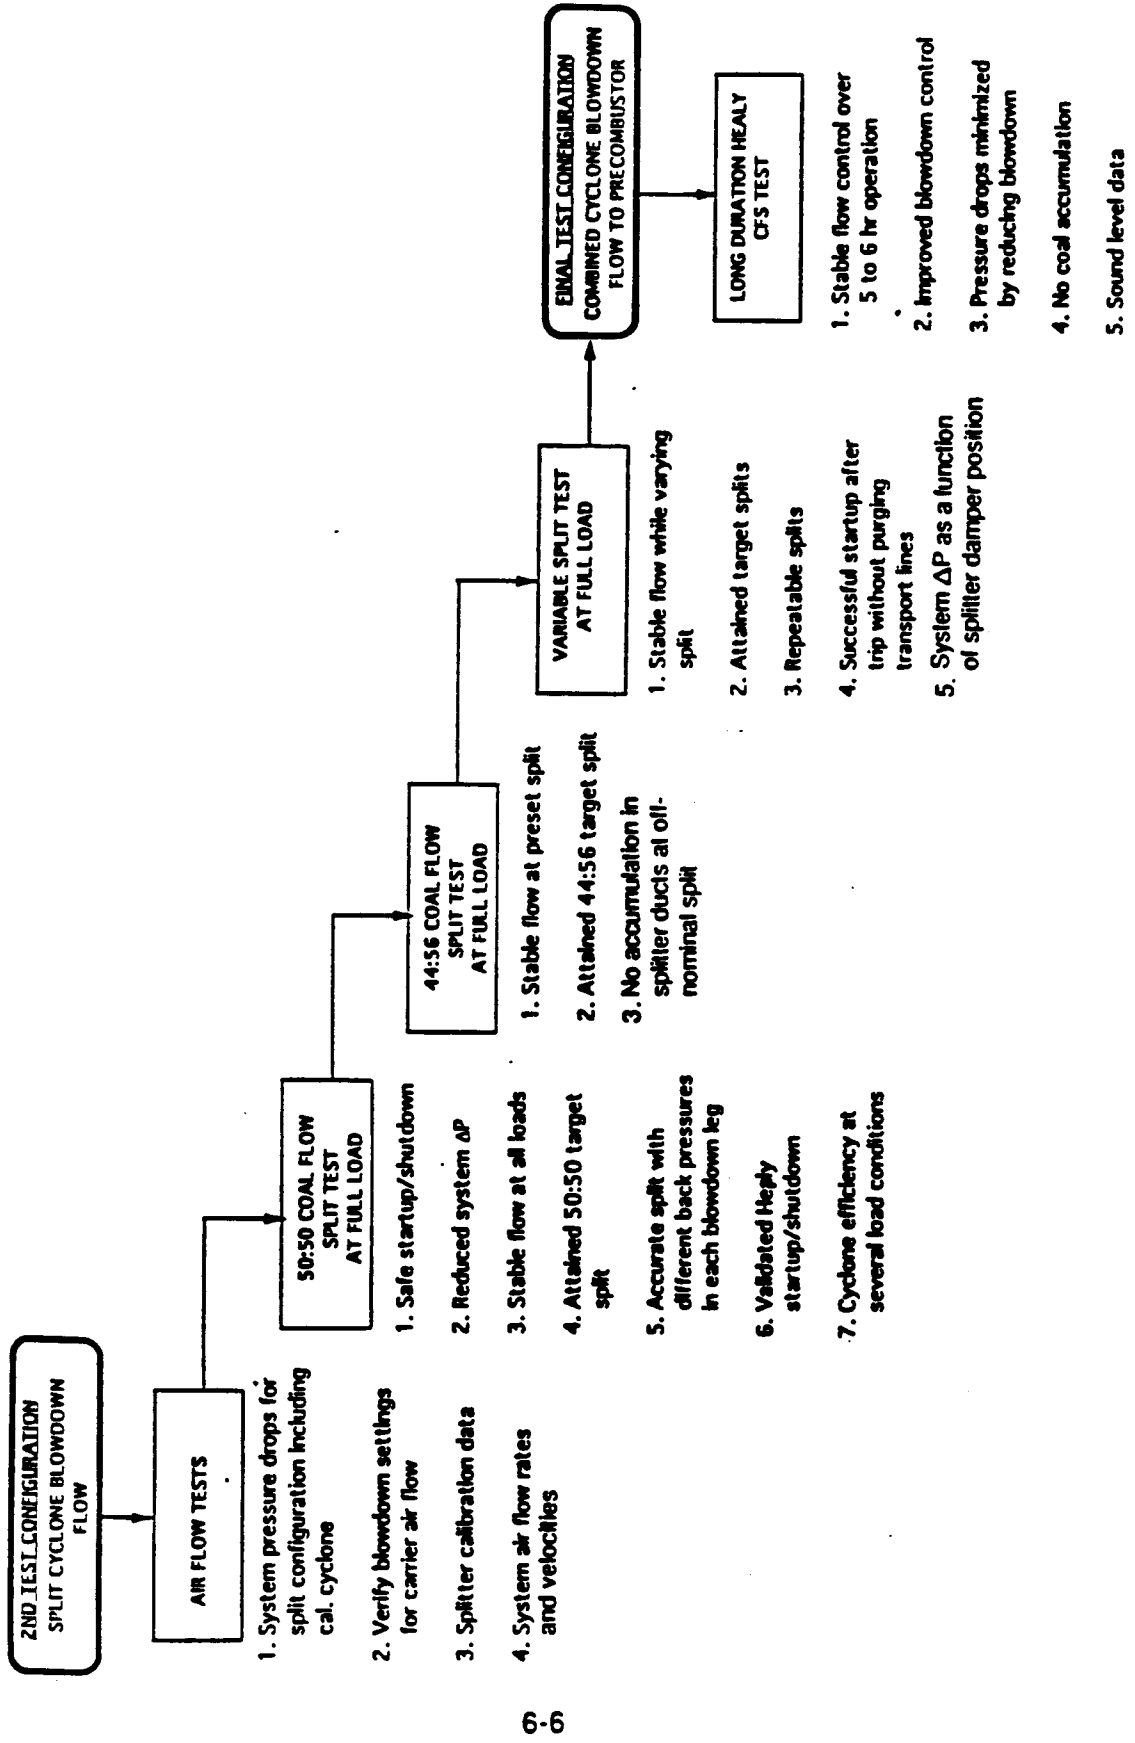 2ND TEST CONFIGURATION
SPLIT CYCLONE BLOWDOWN
FLOW
AIR FLOW TESTS
1. System pressure drops for
split configuration including
cal. cyclone
2. Verify blowdown settings
for carrier air flow
3. Splitter calibration data
4. System air flow rates
and velocities
50:50 COAL FLOW
SPLIT TEST
AT FULL LOAD
1. Safe startup/shutdown
2. Reduced system ΔP
3. Stable flow at all loads
4. Attained 50:50 target
split
5. Accurate split with
different back pressures
in each blowdown leg
6. Validated Healy
startup/shutdown
7. Cyclone efficiency at
several load conditions
44:56 COAL FLOW
SPLIT TEST
AT FULL LOAD
1. Stable flow at preset split
2. Attained 44:56 target split
3. No accumulation in
splitter ducts at off-
nominal split
VARIABLE SPLIT TEST
AT FULL LOAD
1. Stable flow while varying
split
2. Attained target splits
3. Repeatable splits
4. Successful startup after
trip without purging
transport lines
5. System ΔP as a function
of splitter damper position
FINAL TEST CONFIGURATION
COMBINED CYCLONE BLOWDOWN
FLOW TO PRECOMBUSTOR
LONG DURATION HEALY
CFS TEST
1. Stable flow control over
5 to 6 hr operation
2. Improved blowdown control
3. Pressure drops minimized
by reducing blowdown
4. No coal accumulation
5. Sound level data
6-6